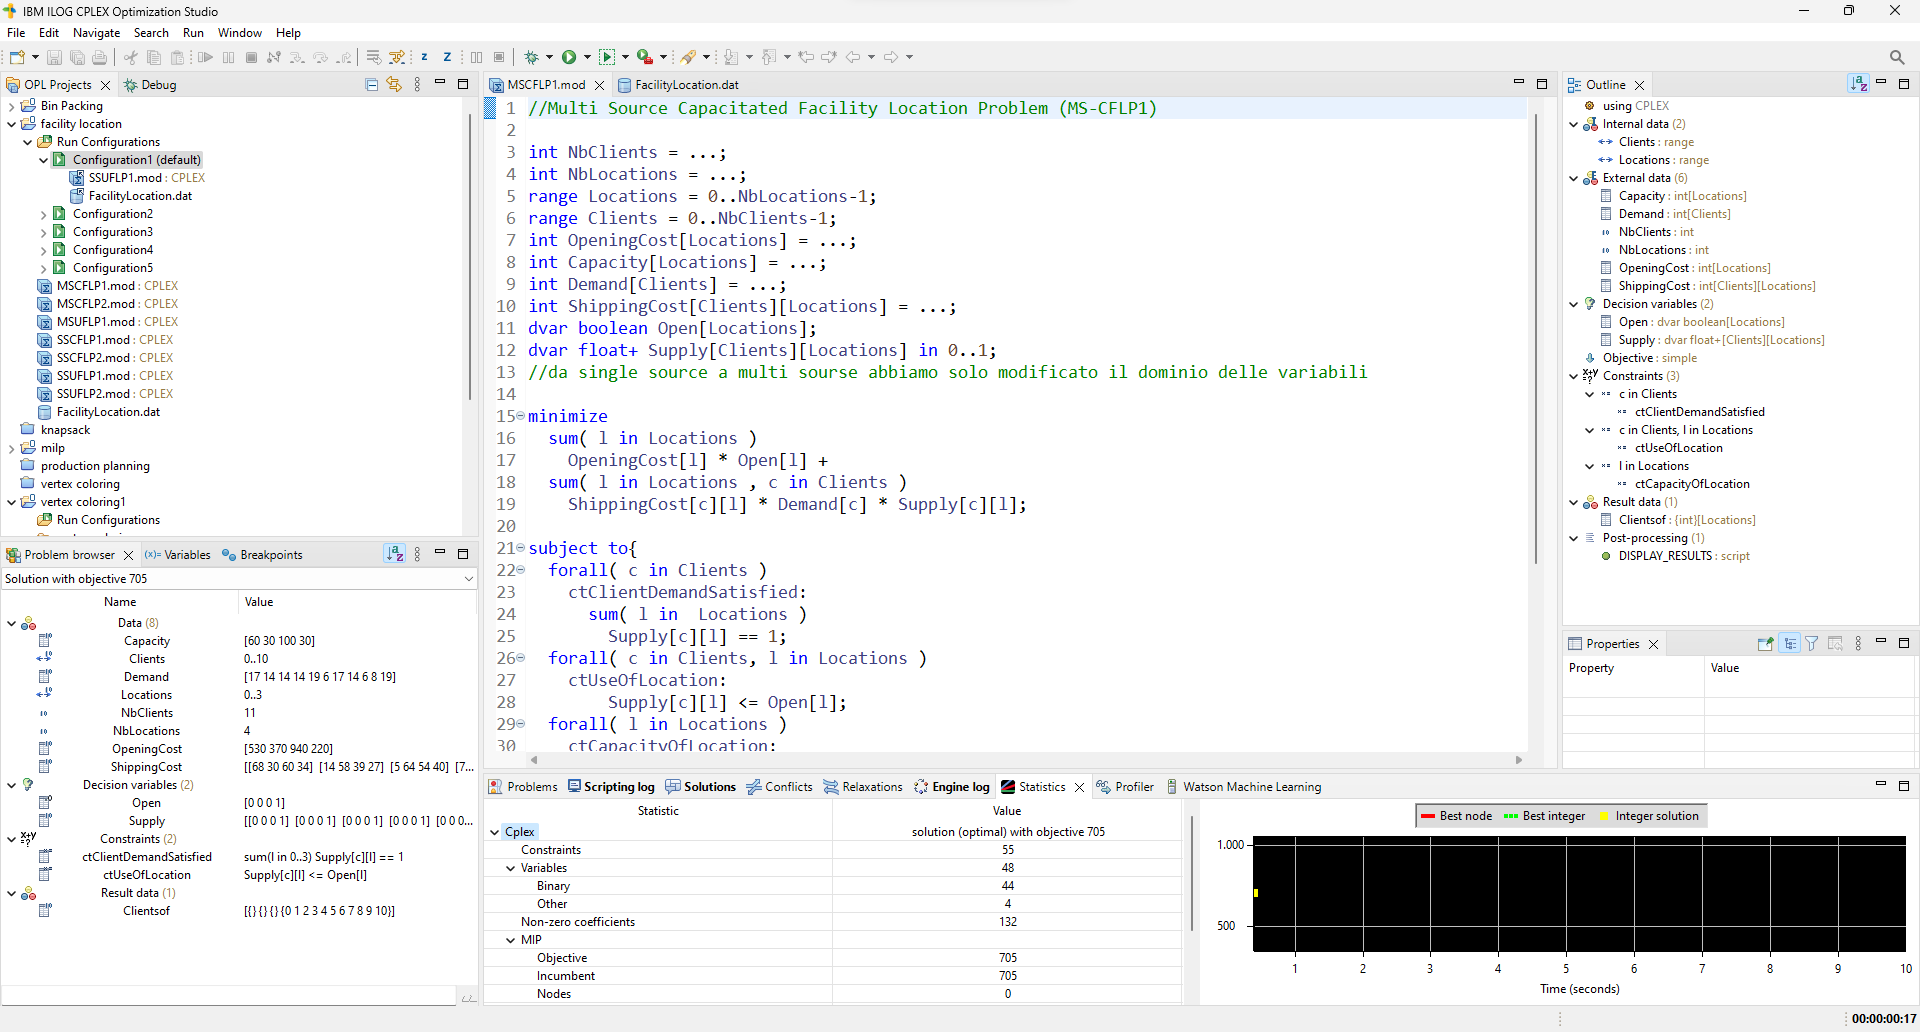 IBM ILOG CPLEX Optimization Studio
File Edit Navigate Search Run Window Help
OPL Projects Debug
Bin Packing
facility location
Run Configurations
Configuration1 (default)
SSUFLP1.mod : CPLEX
FacilityLocation.dat
Configuration2
Configuration3
Configuration4
Configuration5
MSCFLP1.mod : CPLEX
MSCFLP2.mod : CPLEX
MSUFLP1.mod : CPLEX
SSCFLP1.mod : CPLEX
SSCFLP2.mod : CPLEX
SSUFLP1.mod : CPLEX
SSUFLP2.mod : CPLEX
FacilityLocation.dat
knapsack
milp
production planning
vertex coloring
vertex coloring1
Run Configurations
Problem browser (x)= Variables Breakpoints
Solution with objective 705
Name Value
Data (8)
Capacity [60 30 100 30]
Clients 0..10
Demand [17 14 14 14 19 6 17 14 6 8 19]
Locations 0..3
NbClients 11
NbLocations 4
OpeningCost [530 370 940 220]
ShippingCost [[68 30 60 34] [14 58 39 27] [5 64 54 40] [7...
Decision variables (2)
Open [0 0 0 1]
Supply [[0 0 0 1] [0 0 0 1] [0 0 0 1] [0 0 0 1] [0 0 0...
Constraints (2)
ctClientDemandSatisfied sum(l in 0..3) Supply[c][l] == 1
ctUseOfLocation Supply[c][l] <= Open[l]
Result data (1)
Clientsof [{} {} {} {0 1 2 3 4 5 6 7 8 9 10}]
MSCFLP1.mod FacilityLocation.dat
1 //Multi Source Capacitated Facility Location Problem (MS-CFLP1)
2
3 int NbClients = ...;
4 int NbLocations = ...;
5 range Locations = 0..NbLocations-1;
6 range Clients = 0..NbClients-1;
7 int OpeningCost[Locations] = ...;
8 int Capacity[Locations] = ...;
9 int Demand[Clients] = ...;
10 int ShippingCost[Clients][Locations] = ...;
11 dvar boolean Open[Locations];
12 dvar float+ Supply[Clients][Locations] in 0..1;
13 //da single source a multi sourse abbiamo solo modificato il dominio delle variabili
14
15 minimize
16 sum( l in Locations )
17 OpeningCost[l] * Open[l] +
18 sum( l in Locations , c in Clients )
19 ShippingCost[c][l] * Demand[c] * Supply[c][l];
20
21 subject to{
22 forall( c in Clients )
23 ctClientDemandSatisfied:
24 sum( l in Locations )
25 Supply[c][l] == 1;
26 forall( c in Clients, l in Locations )
27 ctUseOfLocation:
28 Supply[c][l] <= Open[l];
29 forall( l in Locations )
30 ctCapacityOfLocation:
Problems Scripting log Solutions Conflicts Relaxations Engine log Statistics Profiler Watson Machine Learning
Statistic Value
Cplex solution (optimal) with objective 705
Constraints 55
Variables 48
Binary 44
Other 4
Non-zero coefficients 132
MIP
Objective 705
Incumbent 705
Nodes 0
Best node Best integer Integer solution
1.000
500
1 2 3 4 5 6 7 8 9 10
Time (seconds)
Outline
using CPLEX
Internal data (2)
Clients : range
Locations : range
External data (6)
Capacity : int[Locations]
Demand : int[Clients]
NbClients : int
NbLocations : int
OpeningCost : int[Locations]
ShippingCost : int[Clients][Locations]
Decision variables (2)
Open : dvar boolean[Locations]
Supply : dvar float+[Clients][Locations]
Objective : simple
Constraints (3)
c in Clients
ctClientDemandSatisfied
c in Clients, l in Locations
ctUseOfLocation
l in Locations
ctCapacityOfLocation
Result data (1)
Clientsof : {int}[Locations]
Post-processing (1)
DISPLAY_RESULTS : script
Properties
Property Value
00:00:00:17